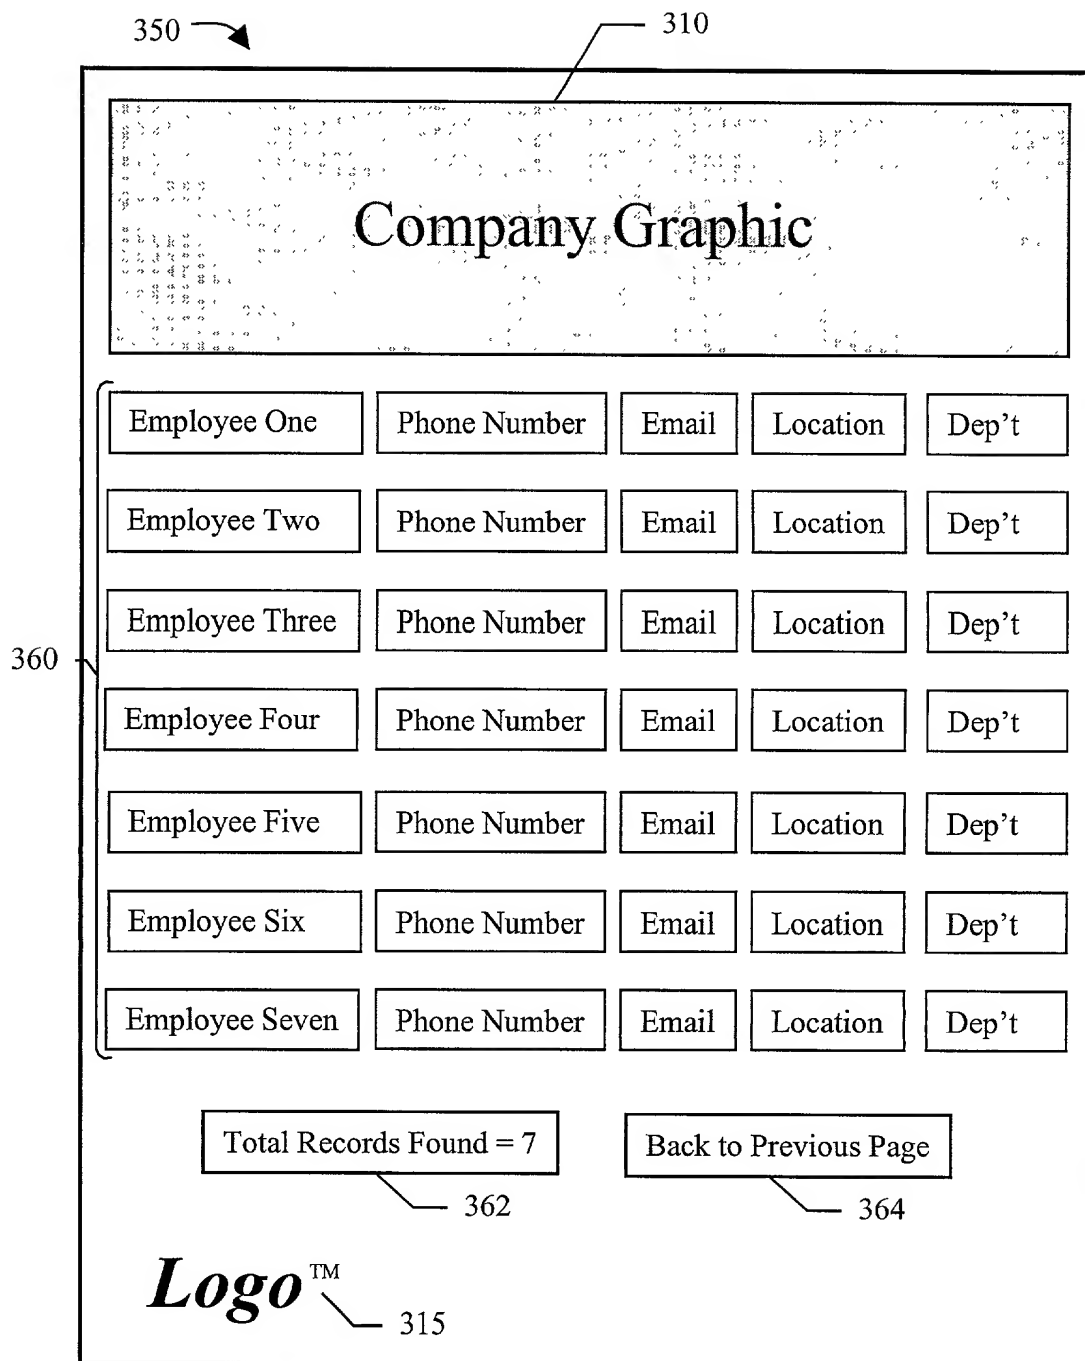 350
310
Company Graphic
Employee One Phone Number Email Location Dep't
Employee Two Phone Number Email Location Dep't
Employee Three Phone Number Email Location Dep't
360
Employee Four Phone Number Email Location Dep't
Employee Five Phone Number Email Location Dep't
Employee Six Phone Number Email Location Dep't
Employee Seven Phone Number Email Location Dep't
Total Records Found = 7 Back to Previous Page
362 364
Logo™
315